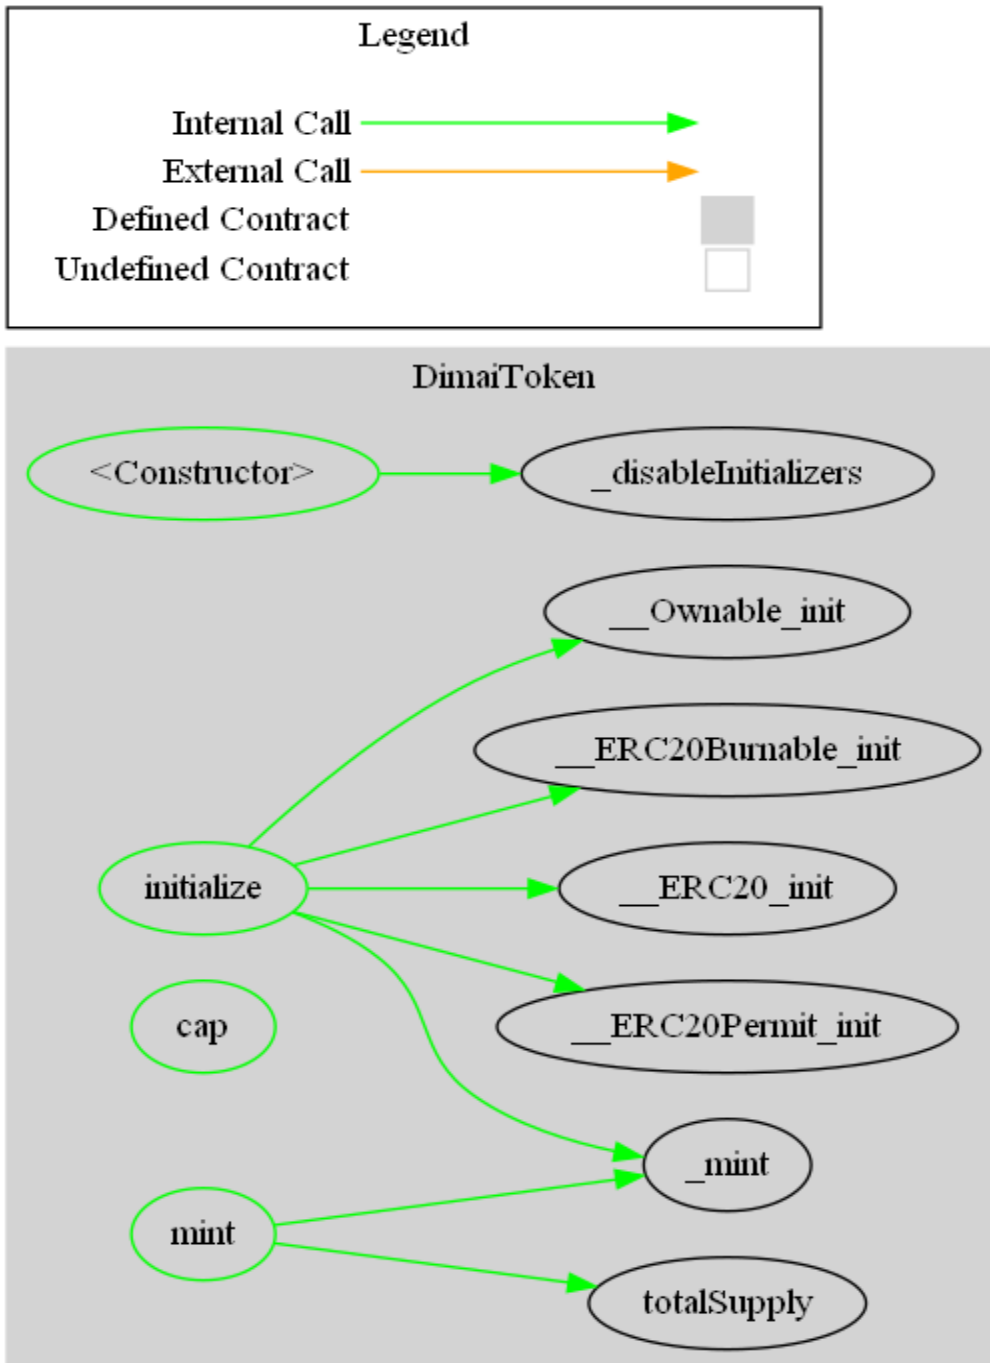 Legend
Internal Call
External Call
Defined Contract
Undefined Contract
DimaiToken
<Constructor>
_disableInitializers
__Ownable_init
__ERC20Burnable_init
initialize
__ERC20_init
cap
__ERC20Permit_init
_mint
mint
totalSupply